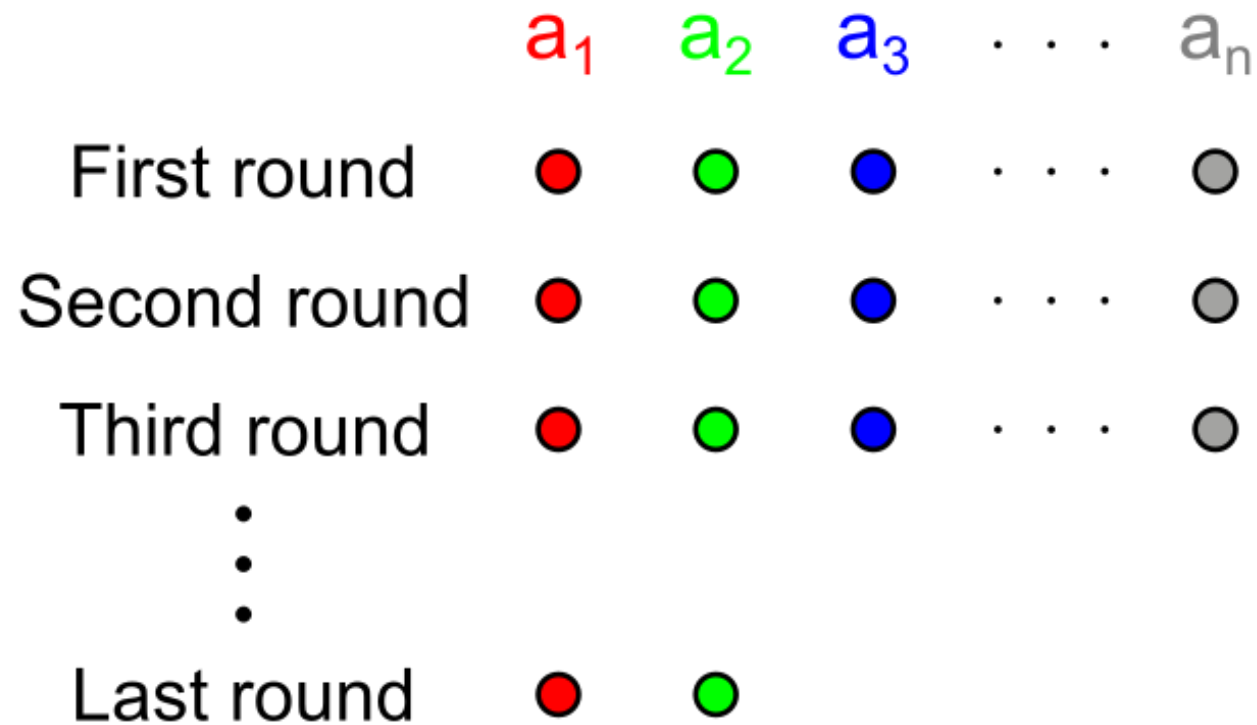 a₁ a₂ a₃ · · · aₙ
First round · · ·
Second round · · ·
Third round · · ·
Last round